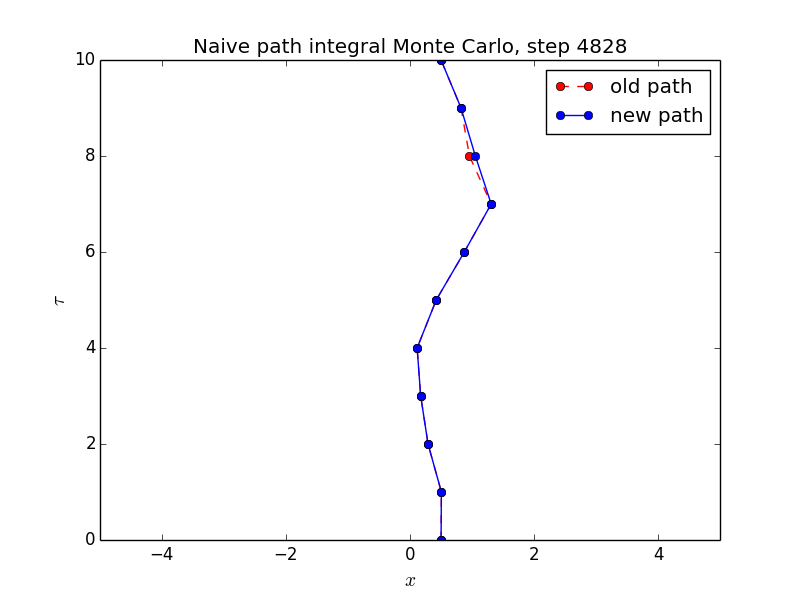 Naive path integral Monte Carlo, step 4828
old path
new path
10
8
6
4
2
0
τ
−4
−2
0
2
4
x